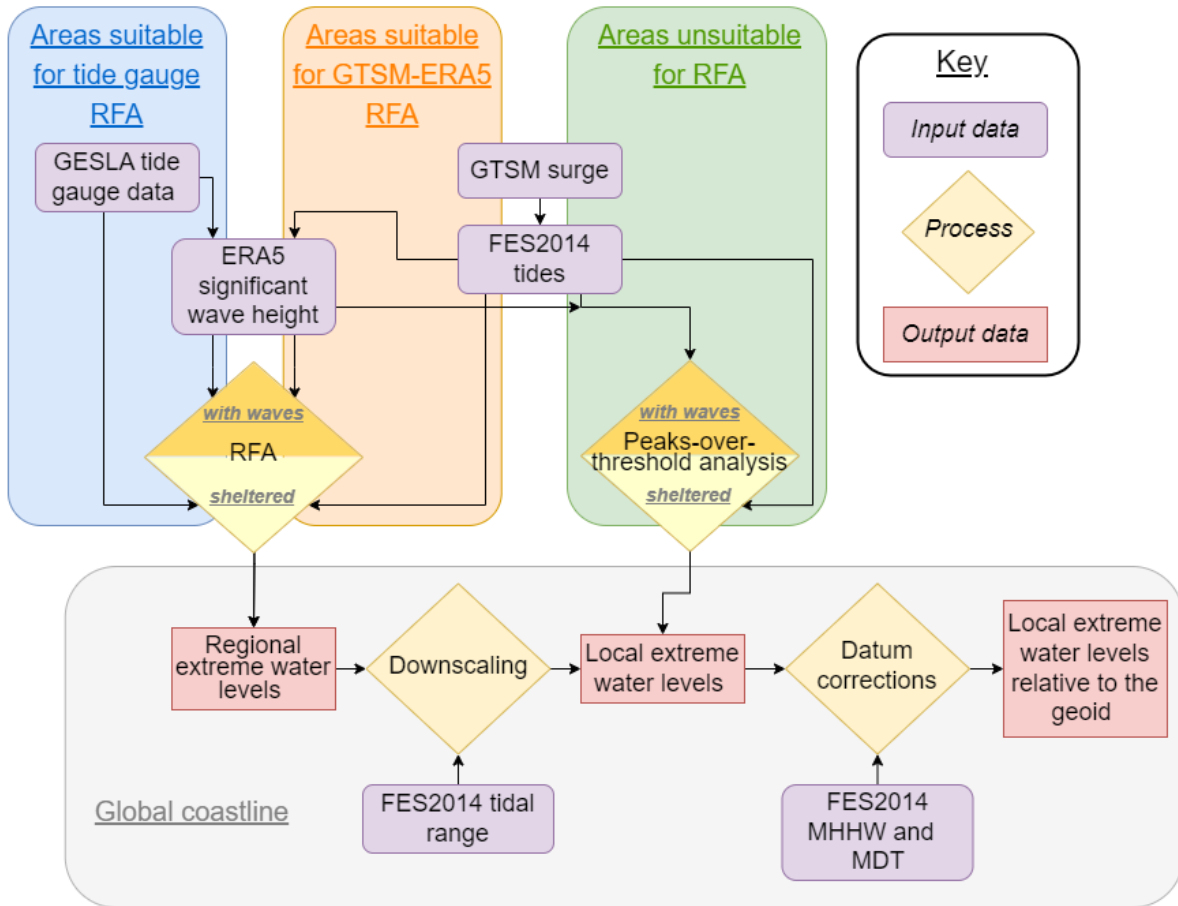 Areas suitable
for tide gauge
RFA
Areas suitable
for GTSM-ERA5
RFA
Areas unsuitable
for RFA
Key
Input data
Process
Output data
GESLA tide
gauge data
GTSM surge
ERA5
significant
wave height
FES2014
tides
with waves
RFA
sheltered
with waves
Peaks-over-
threshold analysis
sheltered
Regional
extreme water
levels
Downscaling
Local extreme
water levels
Datum
corrections
Local extreme
water levels
relative to the
geoid
Global coastline
FES2014 tidal
range
FES2014
MHHW and
MDT